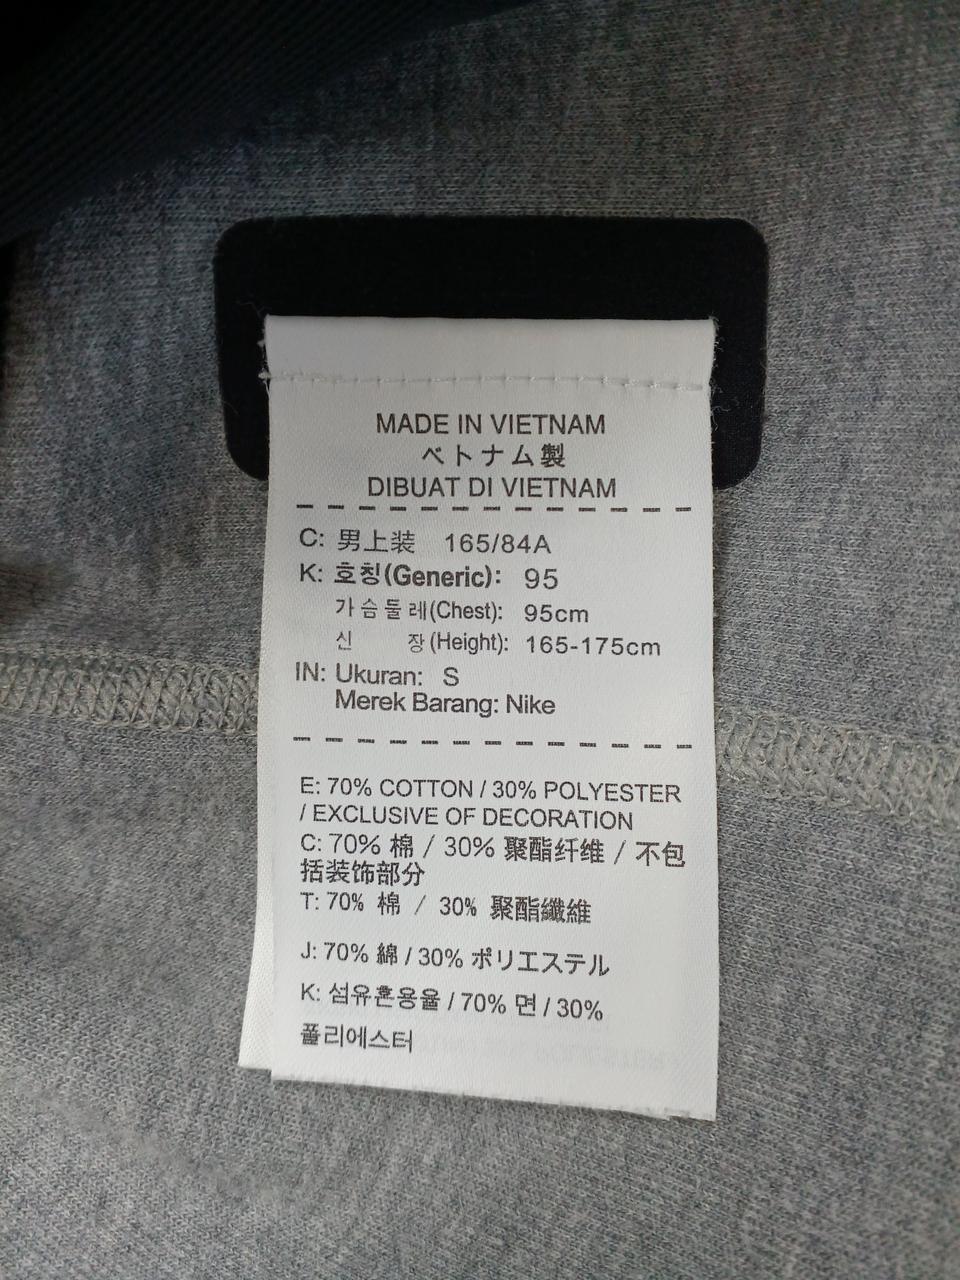 MADE IN VIETNAM
ベトナム製
DIBUAT DI VIETNAM
C: 男上装 165/84A
K: 호칭(Generic): 95
가슴둘레(Chest): 95cm
신 장(Height): 165-175cm
IN: Ukuran: S
Merek Barang: Nike
E: 70% COTTON / 30% POLYESTER
/ EXCLUSIVE OF DECORATION
C: 70% 棉 / 30% 聚酯纤维 / 不包
括装饰部分
T: 70% 棉 / 30% 聚酯纖維
J: 70% 綿 / 30% ポリエステル
K: 섬유혼용율 / 70% 면 / 30%
폴리에스터